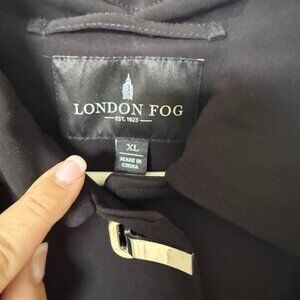 LONDON FOG
EST. 1923
XL
MADE IN
CHINA